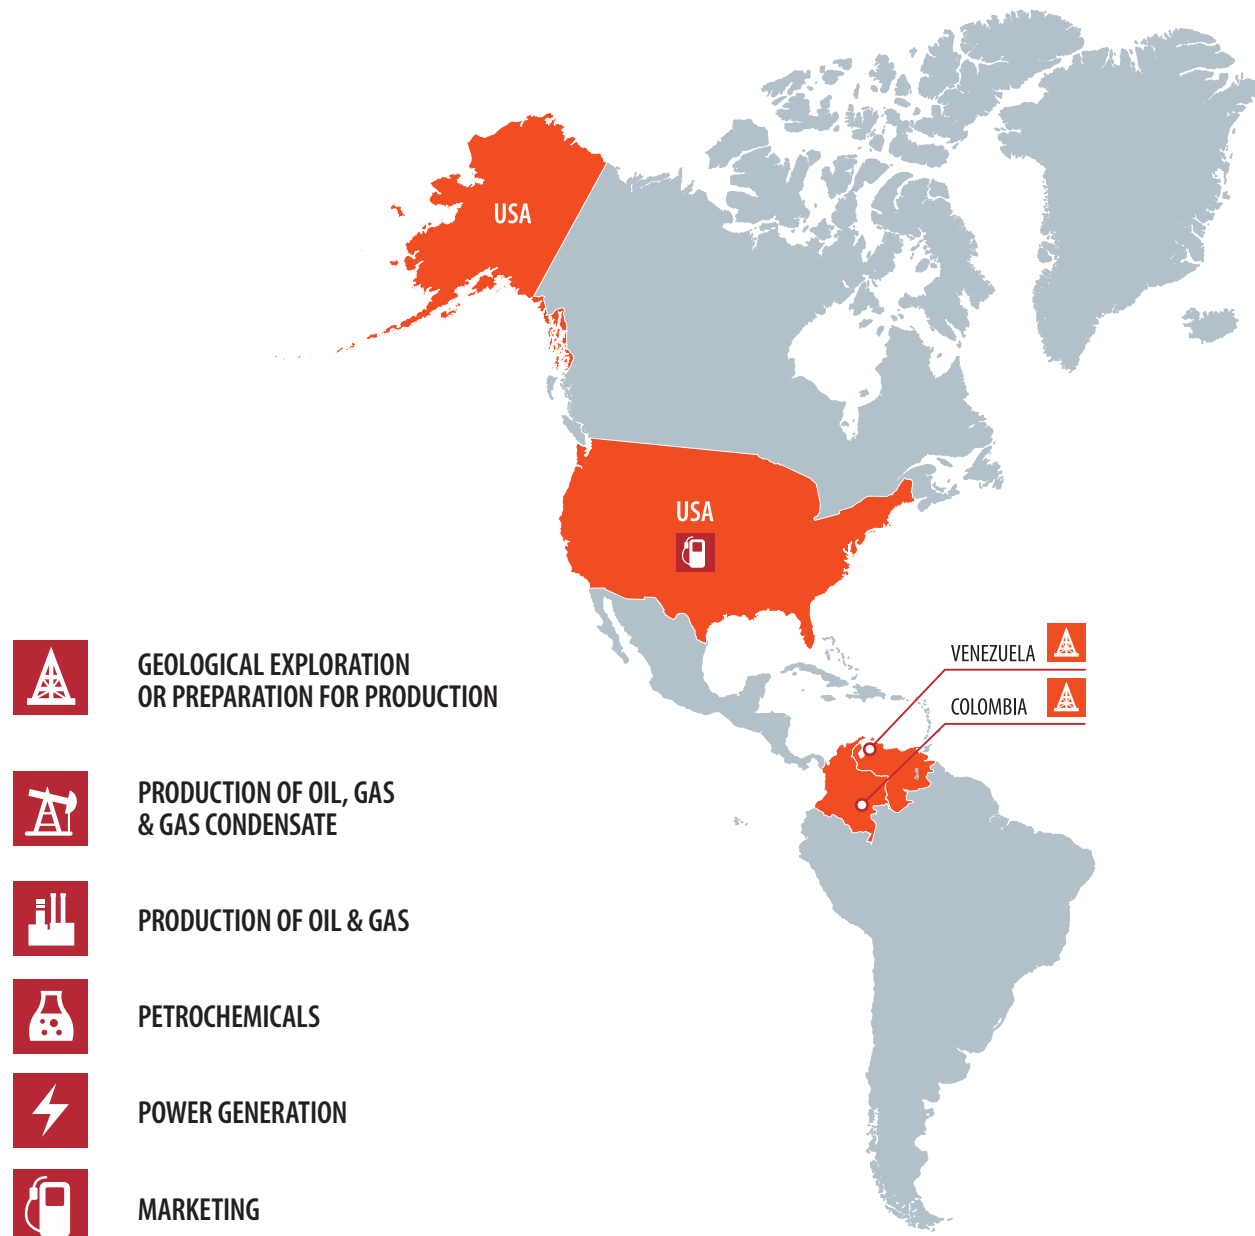 USA
USA
VENEZUELA
COLOMBIA
GEOLOGICAL EXPLORATION
OR PREPARATION FOR PRODUCTION
PRODUCTION OF OIL, GAS
& GAS CONDENSATE
PRODUCTION OF OIL & GAS
PETROCHEMICALS
POWER GENERATION
MARKETING